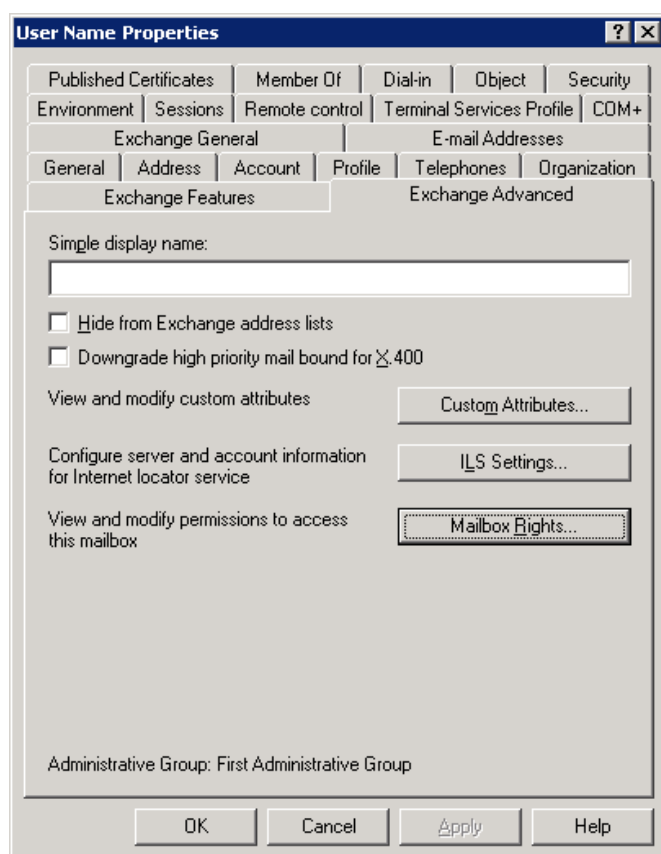 User Name Properties
Published Certificates Member Of Dial-in Object Security
Environment Sessions Remote control Terminal Services Profile COM+
Exchange General E-mail Addresses
General Address Account Profile Telephones Organization
Exchange Features Exchange Advanced
Simple display name:
Hide from Exchange address lists
Downgrade high priority mail bound for X.400
View and modify custom attributes Custom Attributes...
Configure server and account information
for Internet locator service
ILS Settings...
View and modify permissions to access
this mailbox
Mailbox Rights...
Administrative Group: First Administrative Group
OK Cancel Apply Help